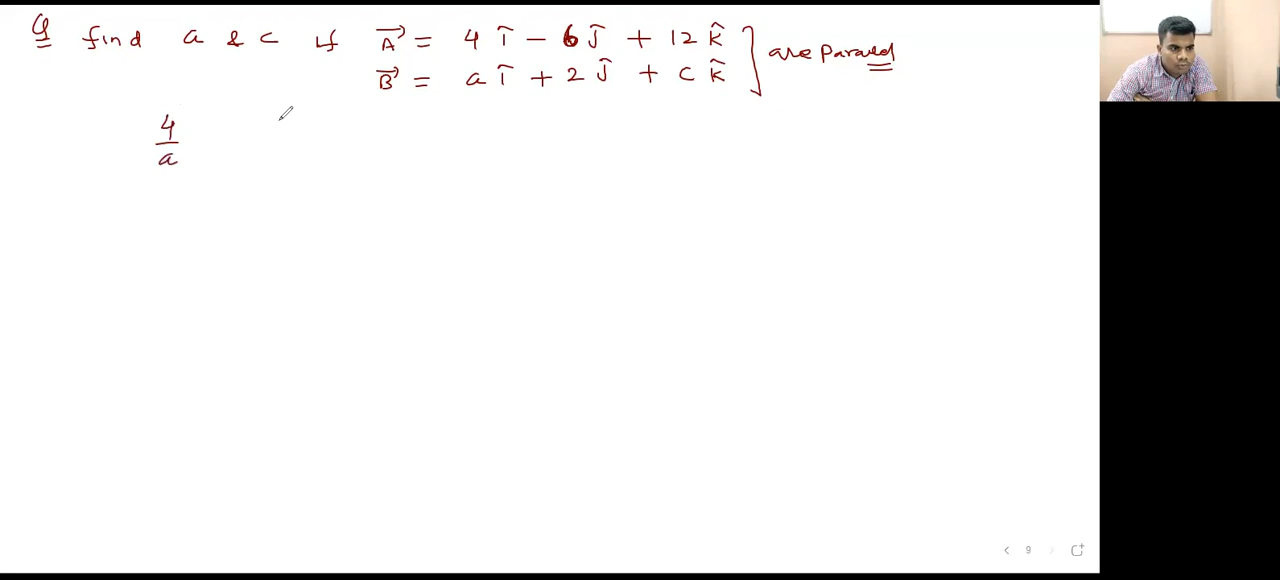 Q find a & c if A⃗ = 4 î - 6 ĵ + 12 k̂
B⃗ = a î + 2 ĵ + c k̂
] are Parallel
4/a
9